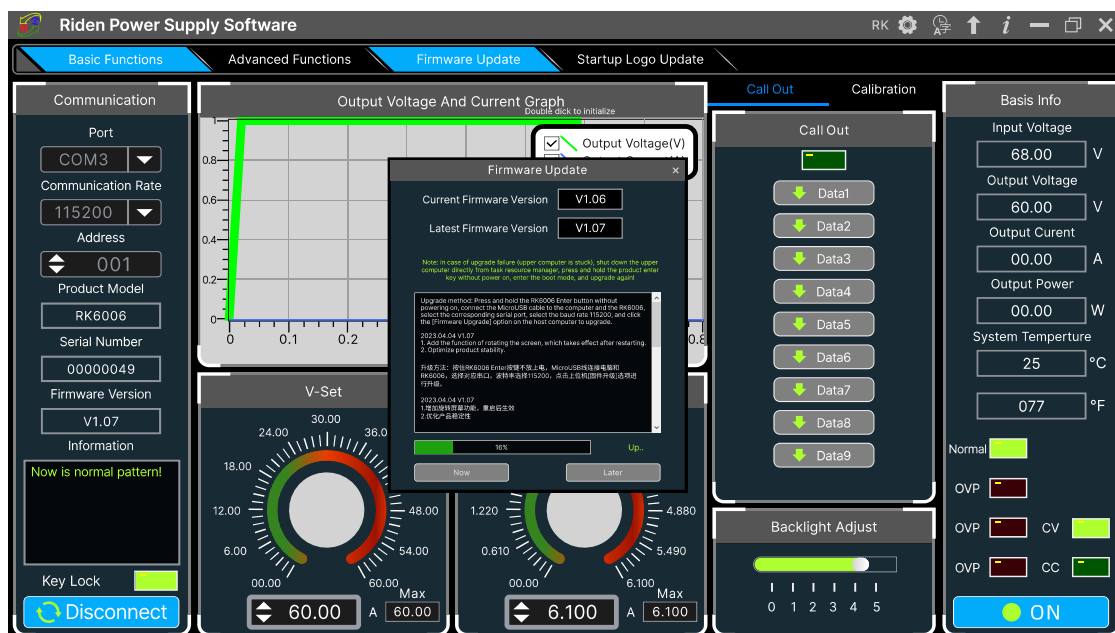 Riden Power Supply Software
RK
Basic Functions
Advanced Functions
Firmware Update
Startup Logo Update
Communication
Port
COM3
Communication Rate
115200
Address
001
Product Model
RK6006
Serial Number
00000049
Firmware Version
V1.07
Information
Now is normal pattern!
Key Lock
Disconnect
Output Voltage And Current Graph
Double dick to initialize
1
0.8
0.6
0.4
0.2
0
0
0.1
0.2
0.8
Output Voltage(V)
Firmware Update
Current Firmware Version
V1.06
Latest Firmware Version
V1.07
Note: In case of upgrade failure (upper computer is stuck), shut down the upper
computer directly from task resource manager, press and hold the product enter
key without power on, enter the boot mode, and upgrade again!
Upgrade method: Press and hold the RK6006 Enter button without
powering on, connect the MicroUSB cable to the computer and the RK6006,
select the corresponding serial port, select the baud rate 115200, and click
the [Firmware Upgrade] option on the host computer to upgrade.
2023.04.04 V1.07
1. Add the function of rotating the screen, which takes effect after restarting.
2. Optimize product stability.
升级方法：按住RK6006 Enter按键不放上电，MicroUSB线连接电脑和
RK6006，选择对应串口，波特率选择115200，点击上位机[固件升级]选项进
行升级。
2023.04.04 V1.07
1.增加旋转屏幕功能，重启后生效
2.优化产品稳定性
16%
Up..
Now
Later
V-Set
00.00
6.00
12.00
18.00
24.00
30.00
36.0
48.00
54.00
60.00
60.00
A
Max
60.00
00.00
0.610
1.220
4.880
5.490
6.100
6.100
A
Max
6.100
Call Out
Calibration
Call Out
Data1
Data2
Data3
Data4
Data5
Data6
Data7
Data8
Data9
Backlight Adjust
0 1 2 3 4 5
Basis Info
Input Voltage
68.00 V
Output Voltage
60.00 V
Output Curent
00.00 A
Output Power
00.00 W
System Temperture
25 °C
077 °F
Normal
OVP
OVP
CV
OVP
CC
ON